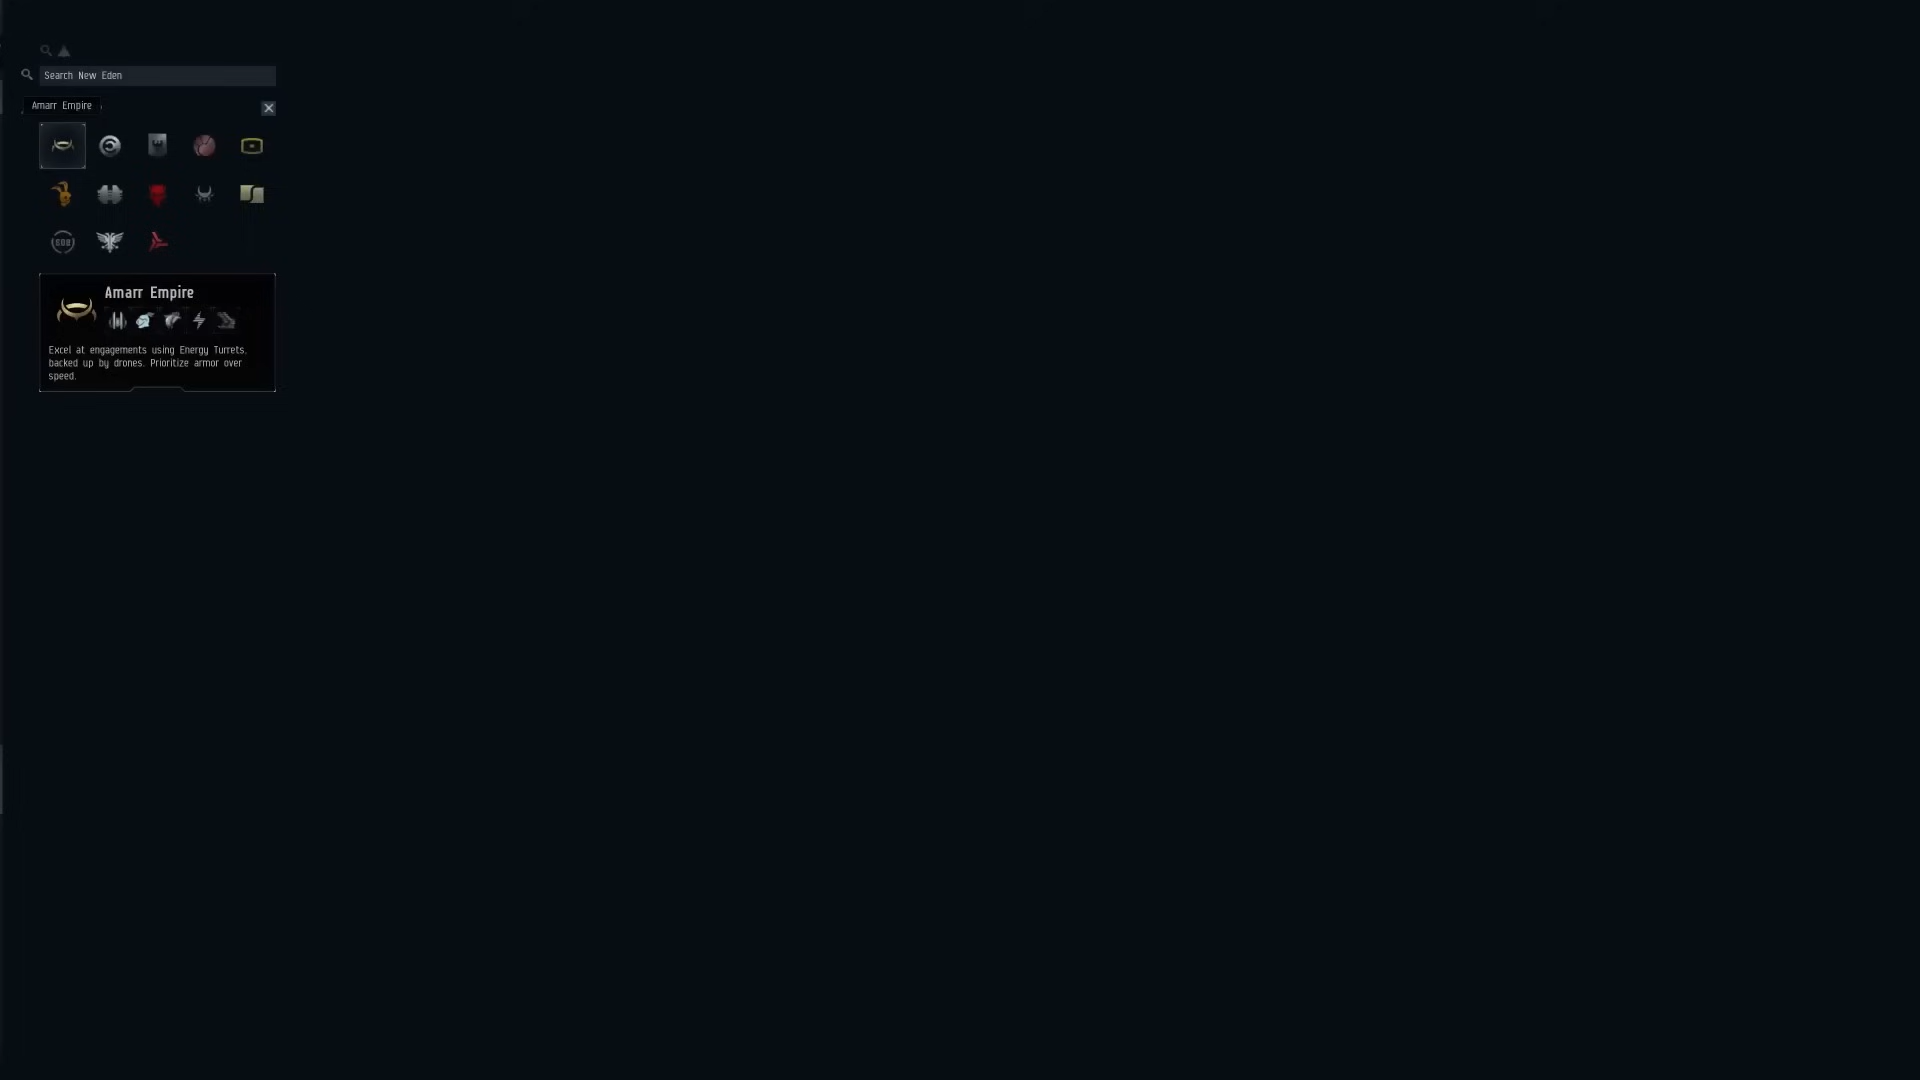 Search New Eden
Amarr Empire
Amarr Empire
Excel at engagements using Energy Turrets,
backed up by drones. Prioritize armor over
speed.